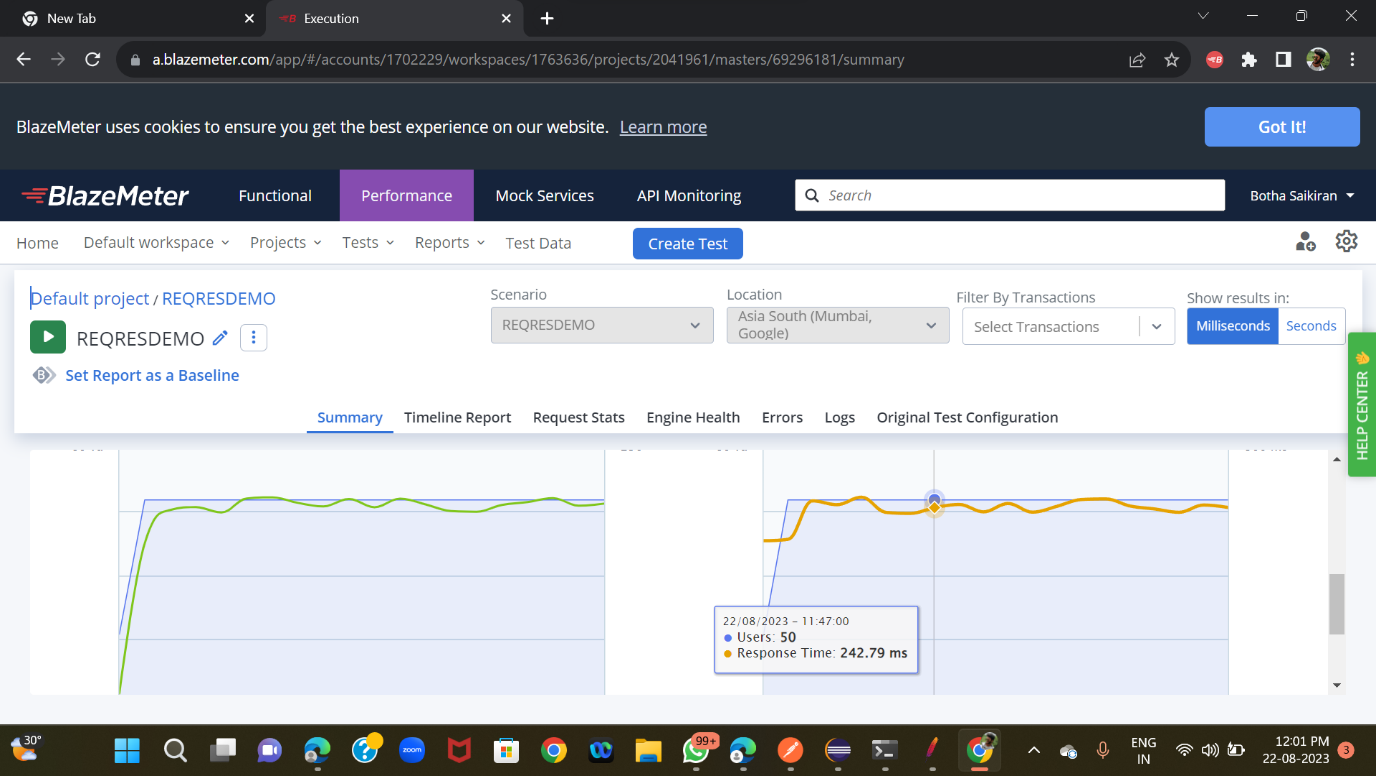 New Tab
Execution
a.blazemeter.com/app/#/accounts/1702229/workspaces/1763636/projects/2041961/masters/69296181/summary
BlazeMeter uses cookies to ensure you get the best experience on our website. Learn more
Got It!
BlazeMeter
Functional
Performance
Mock Services
API Monitoring
Search
Botha Saikiran
Home
Default workspace
Projects
Tests
Reports
Test Data
Create Test
Default project / REQRESDEMO
REQRESDEMO
Set Report as a Baseline
Scenario
REQRESDEMO
Location
Asia South (Mumbai,
Google)
Filter By Transactions
Select Transactions
Show results in:
Milliseconds
Seconds
HELP CENTER
Summary
Timeline Report
Request Stats
Engine Health
Errors
Logs
Original Test Configuration
22/08/2023 – 11:47:00
Users: 50
Response Time: 242.79 ms
30°
zoom
99+
ENG
IN
12:01 PM
22-08-2023
3